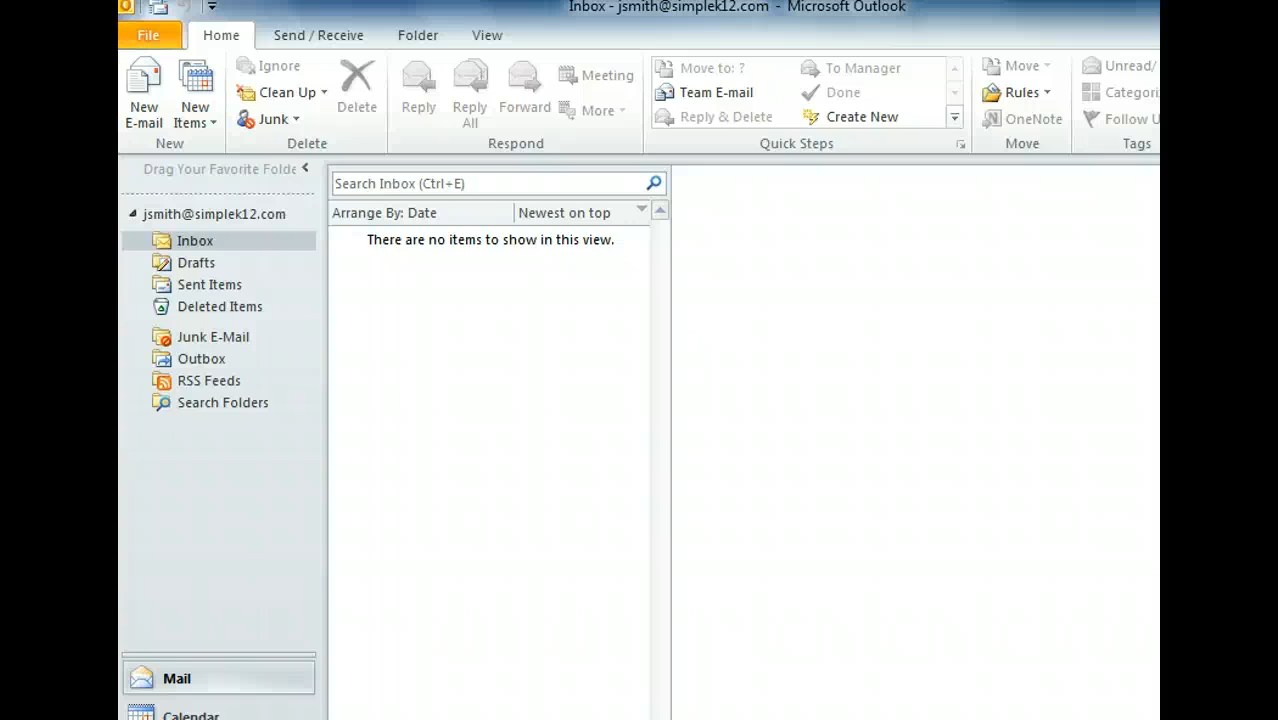 Inbox - jsmith@simplek12.com - Microsoft Outlook
File Home Send / Receive Folder View
New E-mail
New Items
New
Ignore
Clean Up
Junk
Delete
Delete
Reply
Reply All
Forward
Meeting
More
Respond
Move to: ?
Team E-mail
Reply & Delete
To Manager
Done
Create New
Quick Steps
Move
Rules
OneNote
Move
Unread/
Categori
Follow U
Tags
Drag Your Favorite Folde
jsmith@simplek12.com
Inbox
Drafts
Sent Items
Deleted Items
Junk E-Mail
Outbox
RSS Feeds
Search Folders
Mail
Calendar
Search Inbox (Ctrl+E)
Arrange By: Date Newest on top
There are no items to show in this view.